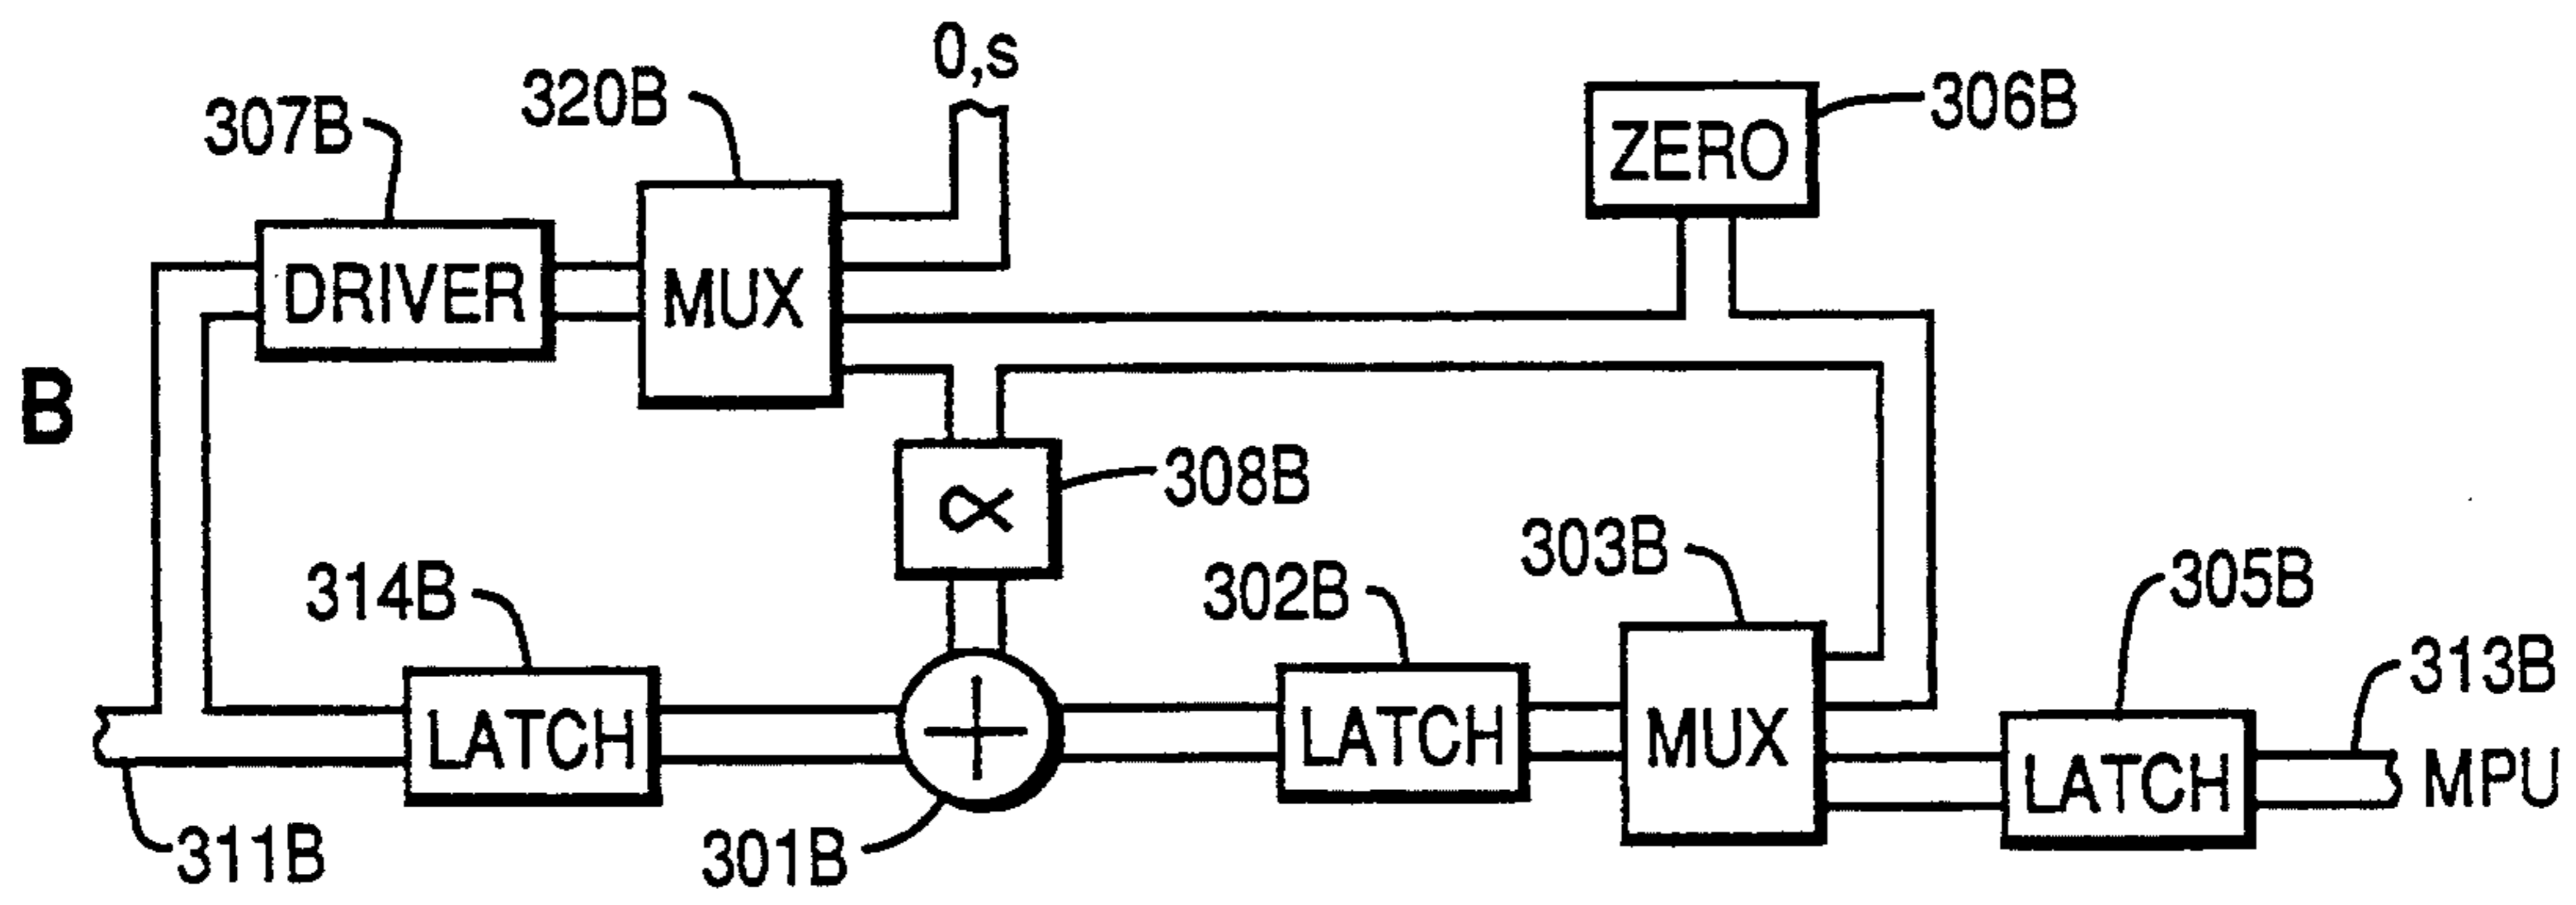 0,s
320B
307B
306B
ZERO
DRIVER
MUX
B
∝
308B
303B
302B
305B
314B
313B
LATCH
+
LATCH
MUX
LATCH
MPU
311B
301B